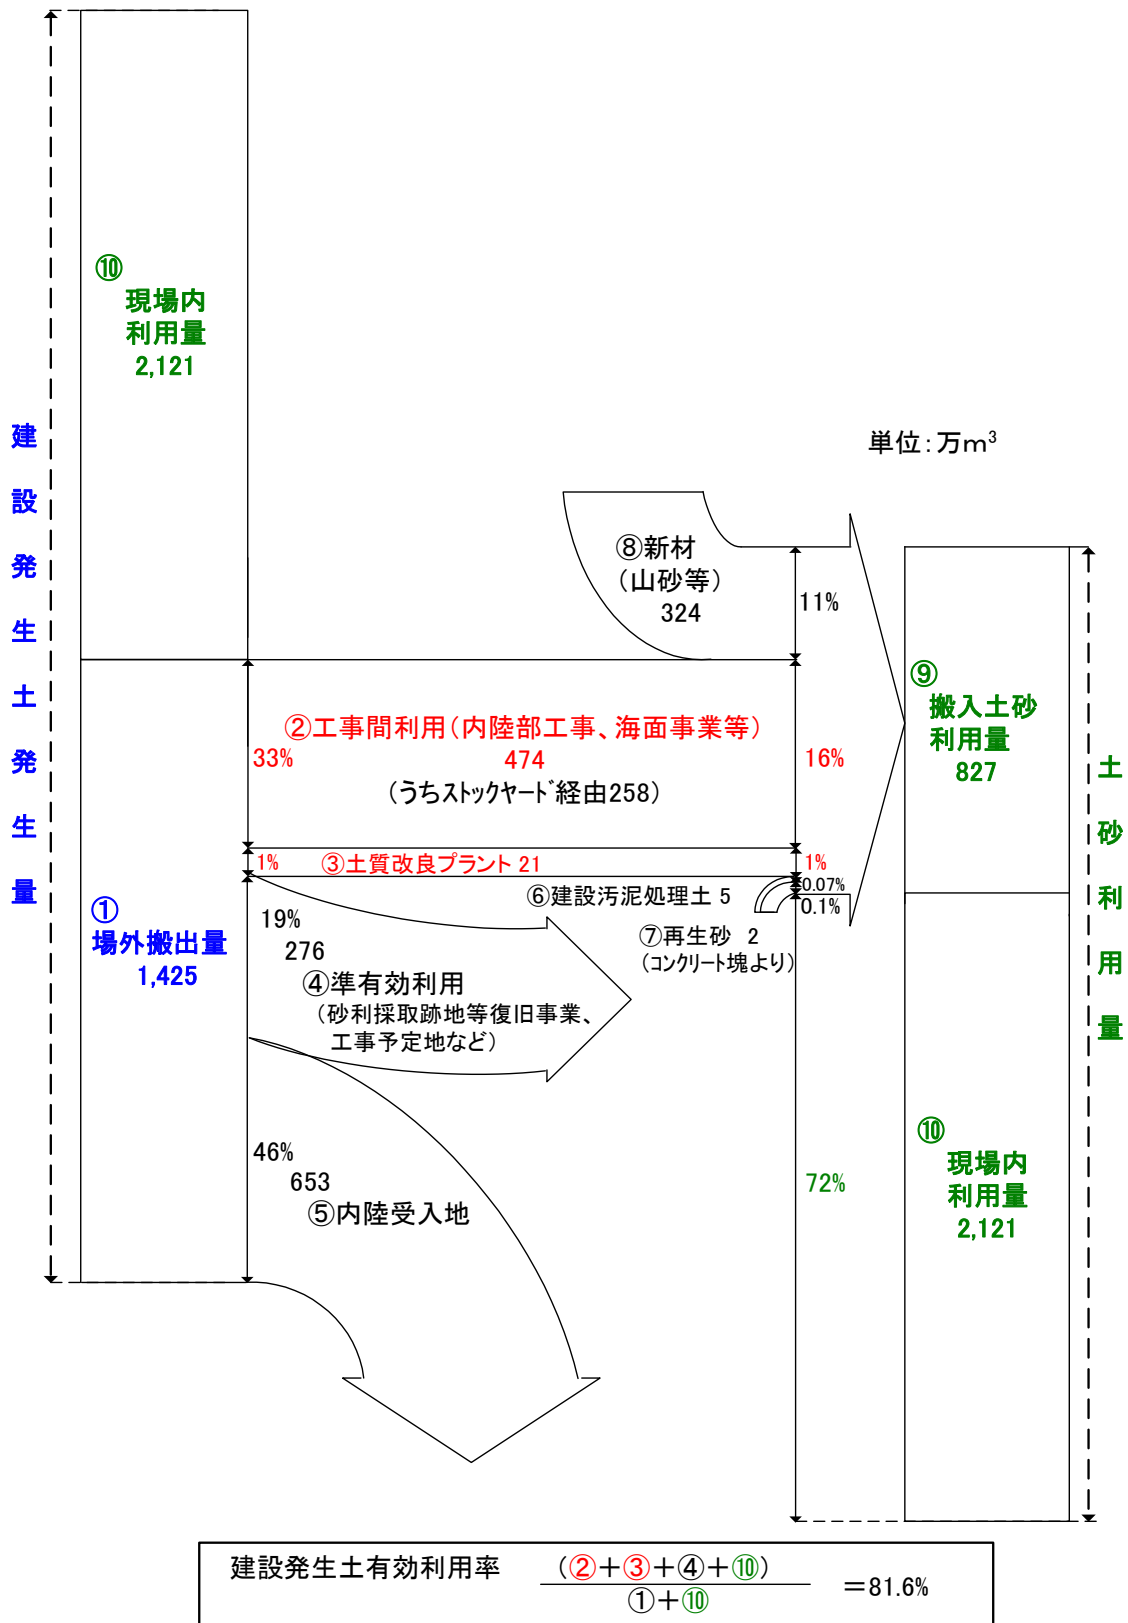 建設発生土発生量
⑩
現場内
利用量
2,121
単位：万m³
⑧新材
（山砂等）
324
11%
②工事間利用（内陸部工事、海面事業等）
33%
474
16%
（うちストックヤード経由258）
⑨
搬入土砂
利用量
827
土砂利用量
1%
③土質改良プラント 21
1%
⑥建設汚泥処理土 5
0.07%
0.1%
①
場外搬出量
1,425
19%
276
④準有効利用
（砂利採取跡地等復旧事業、
工事予定地など）
⑦再生砂 2
（コンクリート塊より）
46%
653
⑤内陸受入地
72%
⑩
現場内
利用量
2,121
建設発生土有効利用率
（②＋③＋④＋⑩）
①＋⑩
＝81.6%